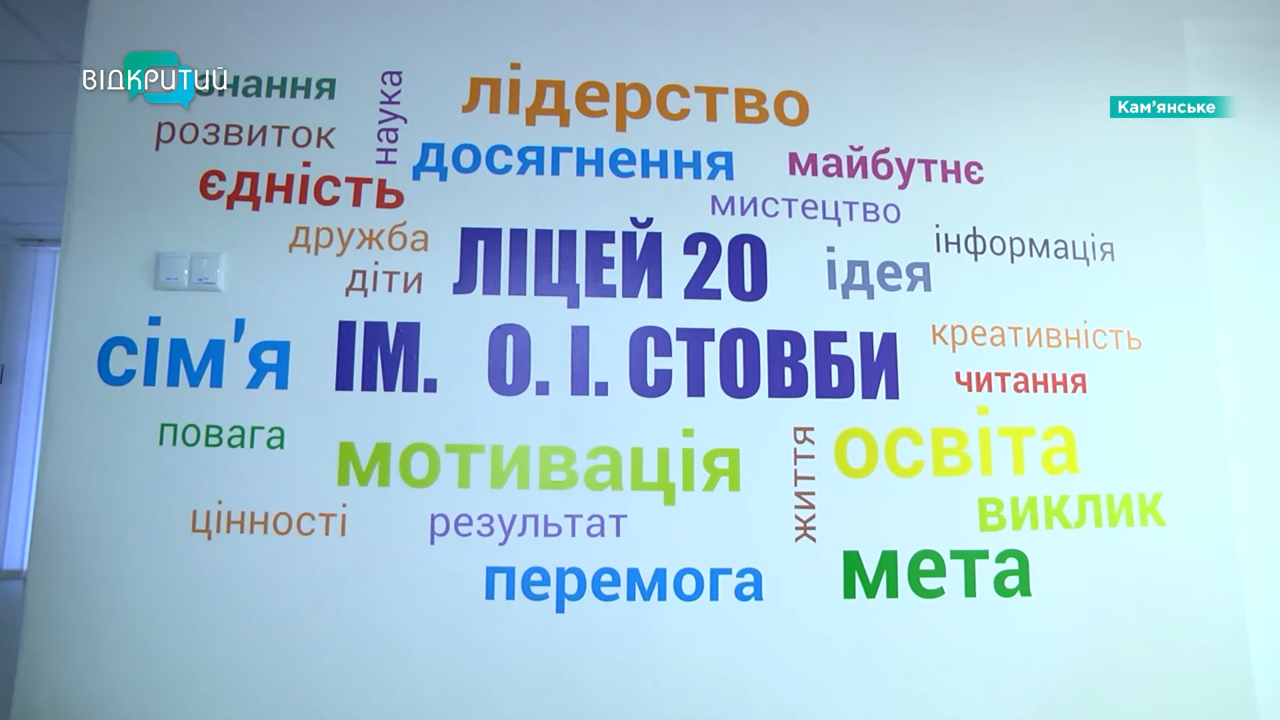 ВІДКРИТИЙ
знання
наука
лідерство
Кам'янське
розвиток
досягнення
майбутнє
єдність
мистецтво
дружба
ЛІЦЕЙ 20
ідея
інформація
діти
сім'я
ІМ. О. І. СТОВБИ
креативність
читання
повага
мотивація
життя
освіта
виклик
цінності
результат
перемога
мета